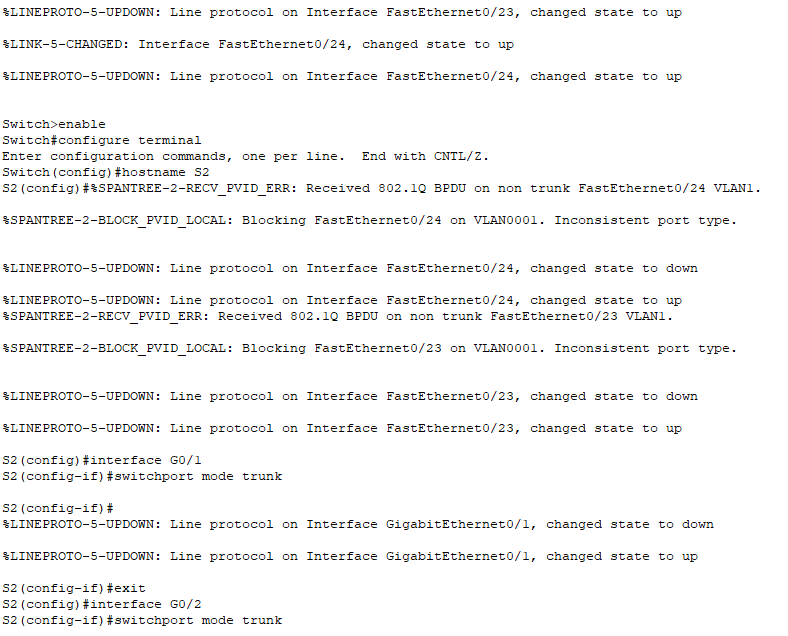 %LINEPROTO-5-UPDOWN: Line protocol on Interface FastEthernet0/23, changed state to up
%LINK-5-CHANGED: Interface FastEthernet0/24, changed state to up
%LINEPROTO-5-UPDOWN: Line protocol on Interface FastEthernet0/24, changed state to up
Switch>enable
Switch#configure terminal
Enter configuration commands, one per line.  End with CNTL/Z.
Switch(config)#hostname S2
S2(config)#%SPANTREE-2-RECV_PVID_ERR: Received 802.1Q BPDU on non trunk FastEthernet0/24 VLAN1.
%SPANTREE-2-BLOCK_PVID_LOCAL: Blocking FastEthernet0/24 on VLAN0001. Inconsistent port type.
%LINEPROTO-5-UPDOWN: Line protocol on Interface FastEthernet0/24, changed state to down
%LINEPROTO-5-UPDOWN: Line protocol on Interface FastEthernet0/24, changed state to up
%SPANTREE-2-RECV_PVID_ERR: Received 802.1Q BPDU on non trunk FastEthernet0/23 VLAN1.
%SPANTREE-2-BLOCK_PVID_LOCAL: Blocking FastEthernet0/23 on VLAN0001. Inconsistent port type.
%LINEPROTO-5-UPDOWN: Line protocol on Interface FastEthernet0/23, changed state to down
%LINEPROTO-5-UPDOWN: Line protocol on Interface FastEthernet0/23, changed state to up
S2(config)#interface G0/1
S2(config-if)#switchport mode trunk
S2(config-if)#
%LINEPROTO-5-UPDOWN: Line protocol on Interface GigabitEthernet0/1, changed state to down
%LINEPROTO-5-UPDOWN: Line protocol on Interface GigabitEthernet0/1, changed state to up
S2(config-if)#exit
S2(config)#interface G0/2
S2(config-if)#switchport mode trunk